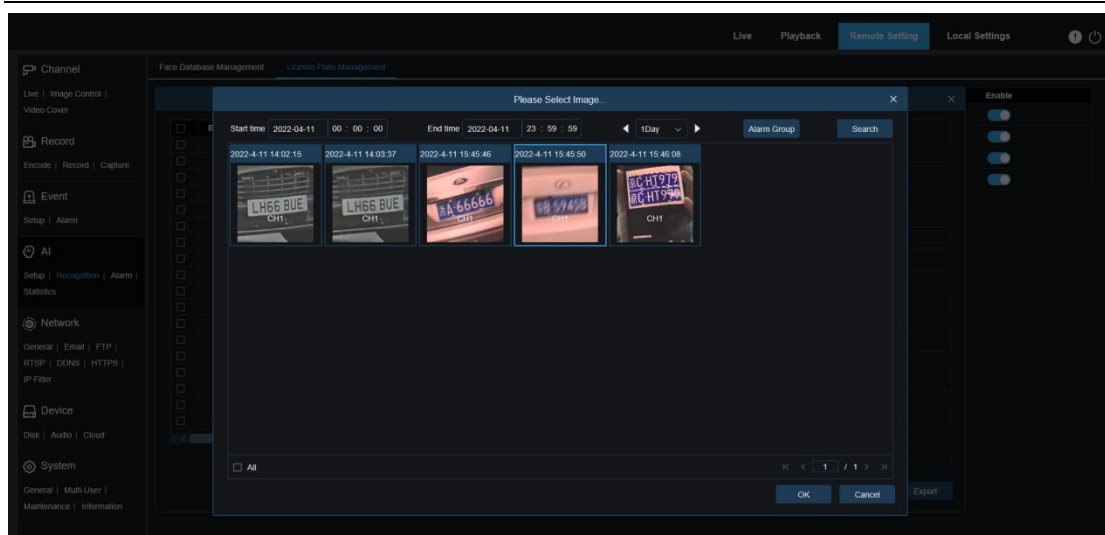 Live Playback Remote Setting Local Settings
Channel
Live | Image Control |
Video Cover
Record
Encode | Record | Capture
Event
Setup | Alarm
AI
Setup | Recognition | Alarm |
Statistics
Network
General | Email | FTP |
RTSP | DDNS | HTTPS |
IP Filter
Device
Disk | Audio | Cloud
System
General | Multi-User |
Maintenance | Information
Face Database Management License Plate Management
Enable
Please Select Image...
Start time 2022-04-11 00 : 00 : 00 End time 2022-04-11 23 : 59 : 59 1Day Alarm Group Search
2022-4-11 14:02:15 2022-4-11 14:03:37 2022-4-11 15:45:46 2022-4-11 15:45:50 2022-4-11 15:46:08
LH66 BUE LH66 BUE A·66666 CHT979
CH1 CH1 CH1 CH1 CH1
All
1 / 1
OK Cancel
Export